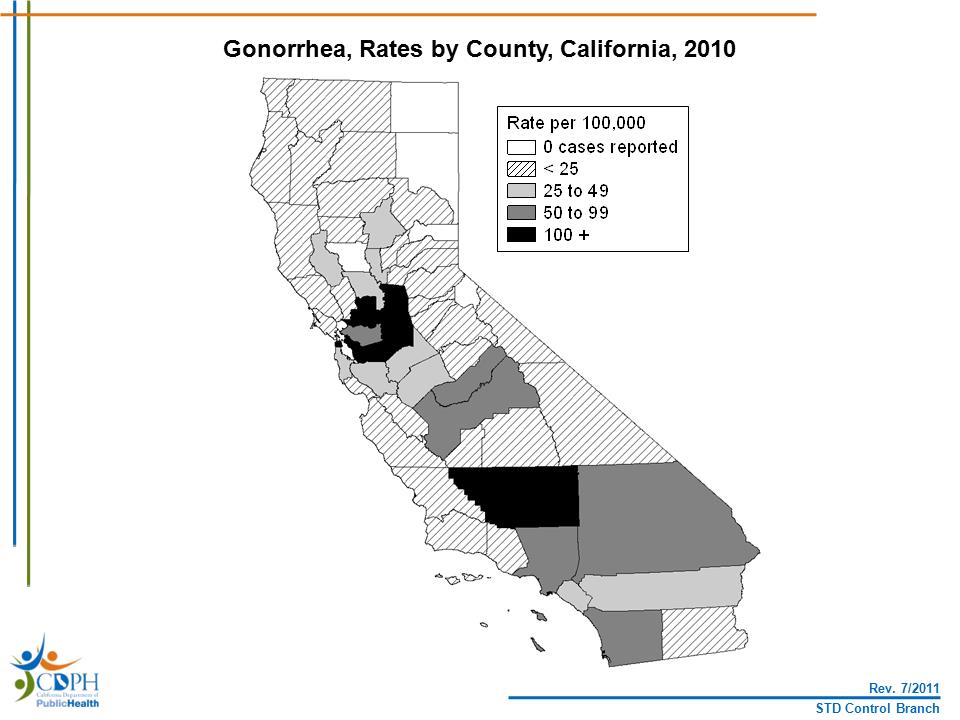 Gonorrhea, Rates by County, California, 2010
Rate per 100,000
0 cases reported
< 25
25 to 49
50 to 99
100 +
CDPH
California Department of
PublicHealth
Rev. 7/2011
STD Control Branch